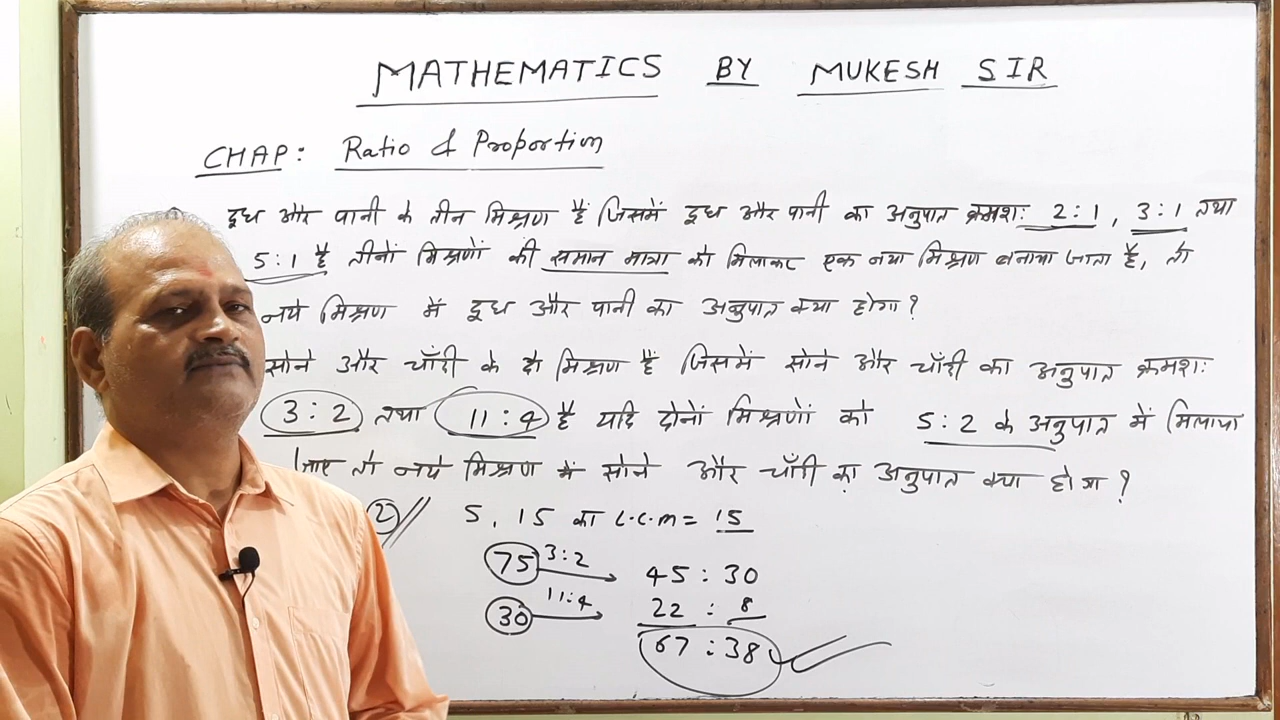 MATHEMATICS BY MUKESH SIR
CHAP: Ratio & Proportion
दूध और पानी के तीन मिश्रण हैं जिसमें दूध और पानी का अनुपात क्रमशः 2:1, 3:1 तथा
5:1 है तीनों मिश्रणों की समान मात्रा को मिलाकर एक नया मिश्रण बनाया जाता है, तो
नये मिश्रण में दूध और पानी का अनुपात क्या होगा?
सोने और चाँदी के दो मिश्रण हैं जिसमें सोने और चाँदी का अनुपात क्रमशः
3:2 तथा 11:4 है यदि दोनों मिश्रणों को 5:2 के अनुपात में मिलाया
जाए तो नये मिश्रण में सोने और चाँदी का अनुपात क्या होगा?
2 5, 15 का L.C.M = 15
75 3:2 45:30
30 11:4 22:8
67:38